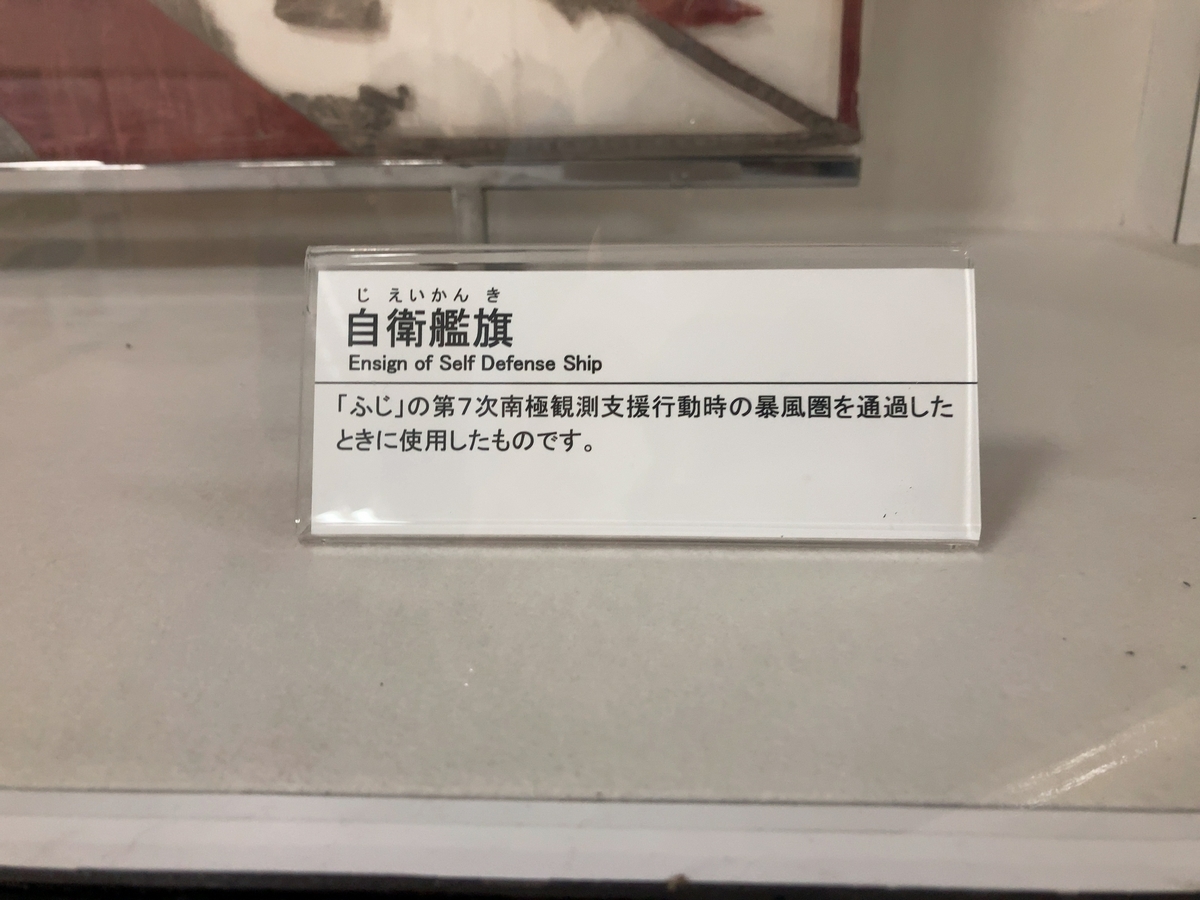 じえいかんき
自衛艦旗
Ensign of Self Defense Ship
「ふじ」の第7次南極観測支援行動時の暴風圏を通過した
ときに使用したものです。